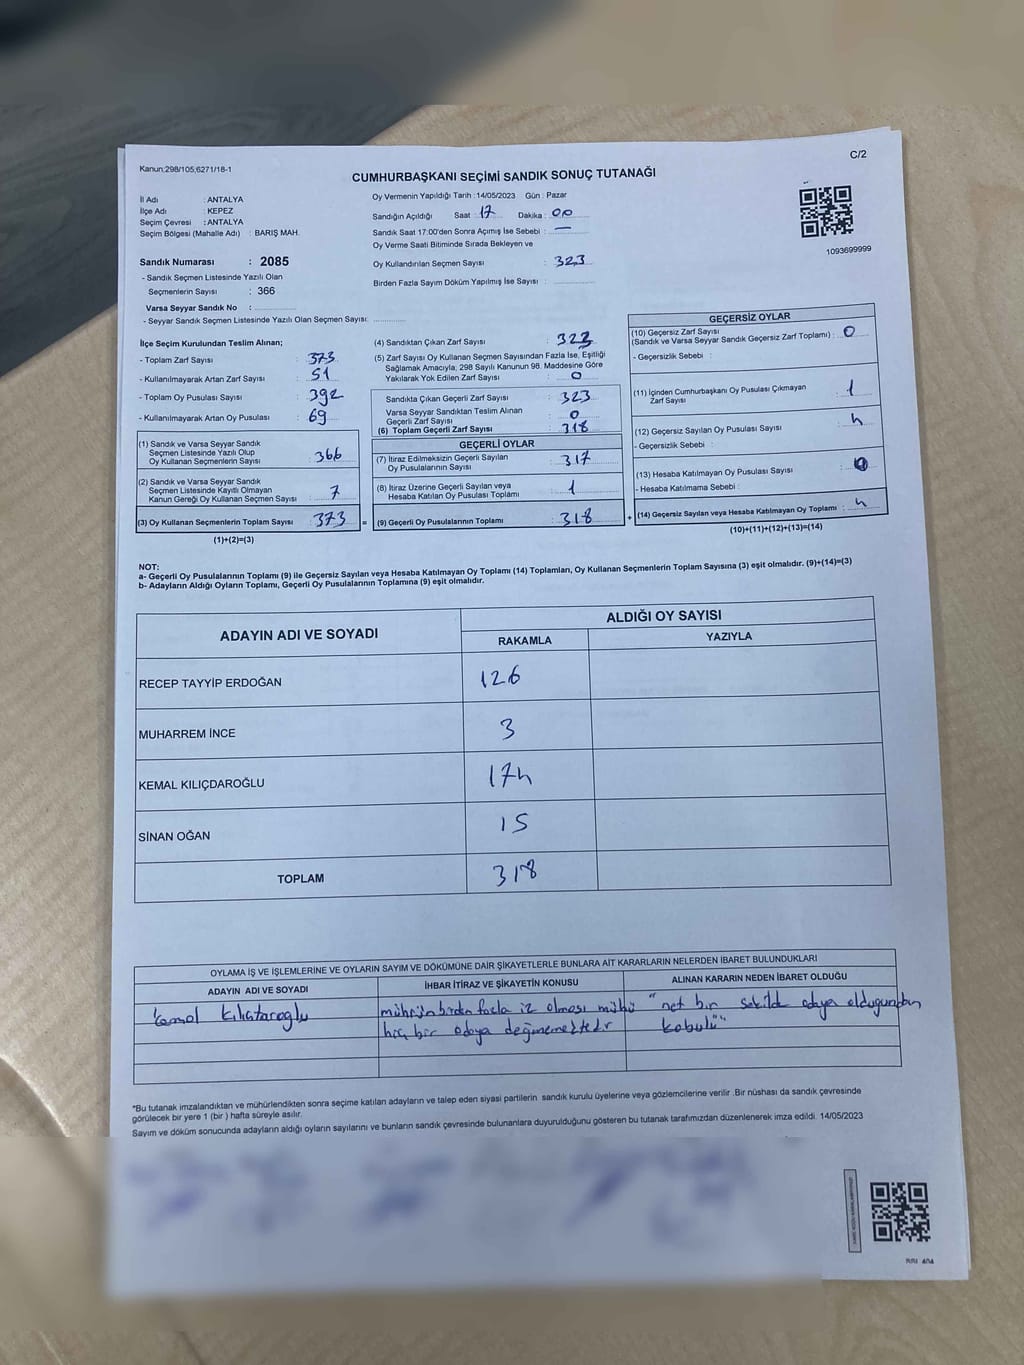 Kanun:298/105;6271/18-1
C/2
CUMHURBAŞKANI SEÇİMİ SANDIK SONUÇ TUTANAĞI
İl Adı : ANTALYA
İlçe Adı : KEPEZ
Seçim Çevresi : ANTALYA
Seçim Bölgesi (Mahalle Adı) : BARIŞ MAH.
Sandık Numarası : 2085
- Sandık Seçmen Listesinde Yazılı Olan
Seçmenlerin Sayısı : 366
Varsa Seyyar Sandık No :
- Seyyar Sandık Seçmen Listesinde Yazılı Olan Seçmen Sayısı:
Oy Vermenin Yapıldığı Tarih : 14/05/2023 Gün : Pazar
Sandığın Açıldığı Saat : 17 Dakika : 00
Sandık Saat 17:00'den Sonra Açımış İse Sebebi : —
Oy Verme Saati Bitiminde Sırada Bekleyen ve
Oy Kullandırılan Seçmen Sayısı : 323
Birden Fazla Sayım Döküm Yapılmış İse Sayısı :
1093699999
İlçe Seçim Kurulundan Teslim Alınan;
- Toplam Zarf Sayısı : 373
- Kullanılmayarak Artan Zarf Sayısı : 51
- Toplam Oy Pusulası Sayısı : 392
- Kullanılmayarak Artan Oy Pusulası : 69
(1) Sandık ve Varsa Seyyar Sandık
Seçmen Listesinde Yazılı Olup
Oy Kullanan Seçmenlerin Sayısı : 366
(2) Sandık ve Varsa Seyyar Sandık
Seçmen Listesinde Kayıtlı Olmayan
Kanun Gereği Oy Kullanan Seçmen Sayısı : 7
(3) Oy Kullanan Seçmenlerin Toplam Sayısı : 373 =
(1)+(2)=(3)
(4) Sandıktan Çıkan Zarf Sayısı : 323
(5) Zarf Sayısı Oy Kullanan Seçmen Sayısından Fazla İse, Eşitliği
Sağlamak Amacıyla; 298 Sayılı Kanunun 98. Maddesine Göre
Yakılarak Yok Edilen Zarf Sayısı : 0
Sandıkta Çıkan Geçerli Zarf Sayısı : 323
Varsa Seyyar Sandıktan Teslim Alınan
Geçerli Zarf Sayısı : 0
(6) Toplam Geçerli Zarf Sayısı : 318
GEÇERLİ OYLAR
(7) İtiraz Edilmeksizin Geçerli Sayılan
Oy Pusulalarının Sayısı : 317
(8) İtiraz Üzerine Geçerli Sayılan veya
Hesaba Katılan Oy Pusulası Toplamı : 1
(9) Geçerli Oy Pusulalarının Toplamı : 318 +
GEÇERSİZ OYLAR
(10) Geçersiz Zarf Sayısı
(Sandık ve Varsa Seyyar Sandık Geçersiz Zarf Toplamı) : 0
- Geçersizlik Sebebi :
(11) İçinden Cumhurbaşkanı Oy Pusulası Çıkmayan
Zarf Sayısı : 1
(12) Geçersiz Sayılan Oy Pusulası Sayısı : 4
- Geçersizlik Sebebi :
(13) Hesaba Katılmayan Oy Pusulası Sayısı : 0
- Hesaba Katılmama Sebebi :
(14) Geçersiz Sayılan veya Hesaba Katılmayan Oy Toplamı : 4
(10)+(11)+(12)+(13)=(14)
NOT:
a- Geçerli Oy Pusulalarının Toplamı (9) ile Geçersiz Sayılan veya Hesaba Katılmayan Oy Toplamı (14) Toplamları, Oy Kullanan Seçmenlerin Toplam Sayısına (3) eşit olmalıdır. (9)+(14)=(3)
b- Adayların Aldığı Oyların Toplamı, Geçerli Oy Pusulalarının Toplamına (9) eşit olmalıdır.
ADAYIN ADI VE SOYADI
ALDIĞI OY SAYISI
RAKAMLA YAZIYLA
RECEP TAYYİP ERDOĞAN 126
MUHARREM İNCE 3
KEMAL KILIÇDAROĞLU 174
SİNAN OĞAN 15
TOPLAM 318
OYLAMA İŞ VE İŞLEMLERİNE VE OYLARIN SAYIM VE DÖKÜMÜNE DAİR ŞİKAYETLERLE BUNLARA AİT KARARLARIN NELERDEN İBARET BULUNDUKLARI
ADAYIN ADI VE SOYADI İHBAR İTİRAZ VE ŞİKAYETİN KONUSU ALINAN KARARIN NEDEN İBARET OLDUĞU
Kemal Kılıçtaroglu mührün birden fazla iz olması mühü "net bir şekilde adaya oldugundan
hiç bir adaya değmemektedir kabulü"
*Bu tutanak imzalandıktan ve mühürlendikten sonra seçime katılan adayların ve talep eden siyasi partilerin sandık kurulu üyelerine veya gözlemcilerine verilir .Bir nüshası da sandık çevresinde
görülecek bir yere 1 (bir ) hafta süreyle asılır.
Sayım ve döküm sonucunda adayların aldığı oyların sayılarını ve bunların sandık çevresinde bulunanlara duyurulduğunu gösteren bu tutanak tarafımızdan düzenlenerek imza edildi. 14/05/2023